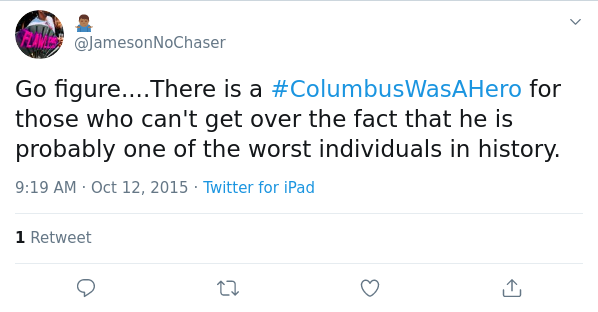 FLAWLESS
@JamesonNoChaser
Go figure....There is a #ColumbusWasAHero for
those who can't get over the fact that he is
probably one of the worst individuals in history.
9:19 AM · Oct 12, 2015 · Twitter for iPad
1 Retweet